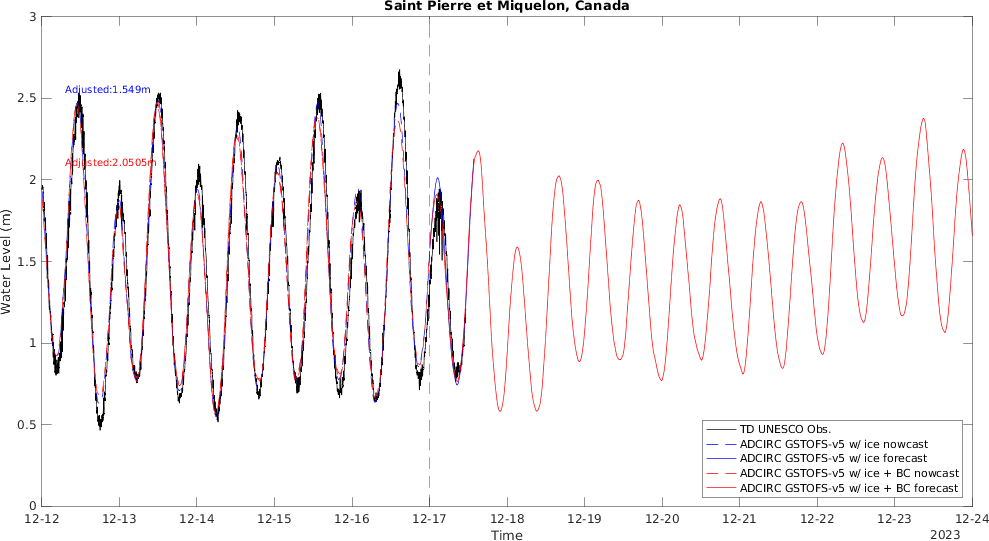 Saint Pierre et Miquelon, Canada
3
2.5
2
1.5
1
0.5
0
Water Level (m)
Adjusted:1.549m
Adjusted:2.0505m
TD UNESCO Obs.
ADCIRC GSTOFS-v5 w/ ice nowcast
ADCIRC GSTOFS-v5 w/ ice forecast
ADCIRC GSTOFS-v5 w/ ice + BC nowcast
ADCIRC GSTOFS-v5 w/ ice + BC forecast
12-12 12-13 12-14 12-15 12-16 12-17 12-18 12-19 12-20 12-21 12-22 12-23 12-24
Time
2023